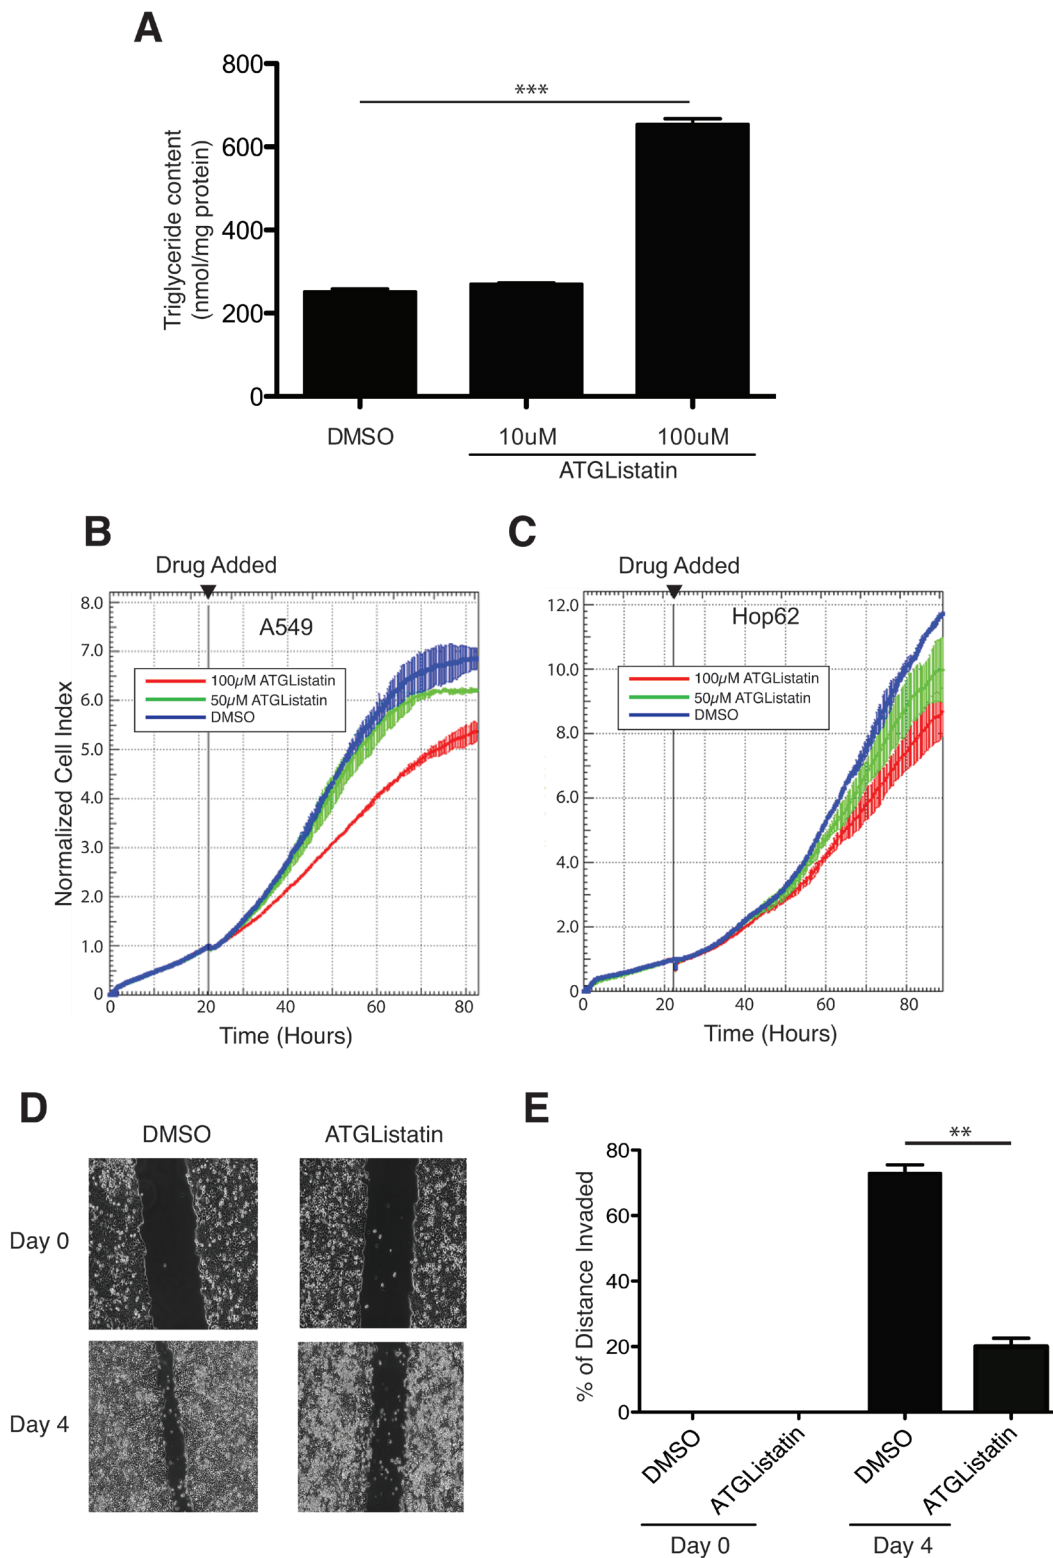 A
800
600
400
200
0
Triglyceride content
(nmol/mg protein)
***
DMSO
10uM
100uM
ATGListatin
B
Drug Added
A549
8.0
7.0
6.0
5.0
4.0
3.0
2.0
1.0
0
Normalized Cell Index
100µM ATGListatin
50µM ATGListatin
DMSO
0
20
40
60
80
Time (Hours)
C
Drug Added
Hop62
12.0
10.0
8.0
6.0
4.0
2.0
0
100µM ATGListatin
50µM ATGListatin
DMSO
0
20
40
60
80
Time (Hours)
D
DMSO
ATGListatin
Day 0
Day 4
E
80
60
40
20
0
% of Distance Invaded
**
DMSO
ATGListatin
DMSO
ATGListatin
Day 0
Day 4